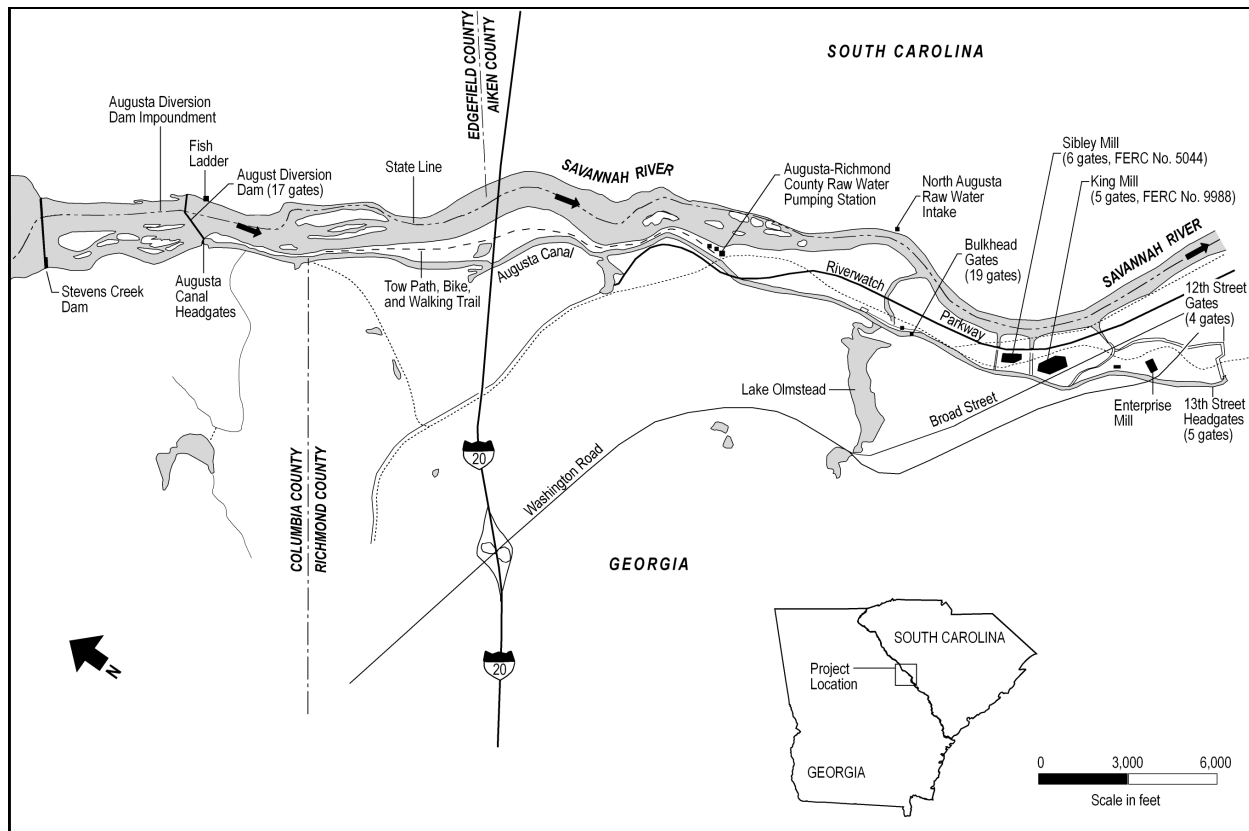 SOUTH CAROLINA
EDGEFIELD COUNTY
AIKEN COUNTY
Augusta Diversion
Dam Impoundment
Fish
Ladder
August Diversion
Dam (17 gates)
State Line
SAVANNAH RIVER
Augusta-Richmond
County Raw Water
Pumping Station
North Augusta
Raw Water
Intake
Sibley Mill
(6 gates, FERC No. 5044)
King Mill
(5 gates, FERC No. 9988)
Bulkhead
Gates
(19 gates)
SAVANNAH RIVER
12th Street
Gates
(4 gates)
Stevens Creek
Dam
Augusta
Canal
Headgates
Tow Path, Bike,
and Walking Trail
Augusta Canal
Riverwatch
Parkway
Lake Olmstead
Broad Street
Enterprise
Mill
13th Street
Headgates
(5 gates)
Washington Road
20
COLUMBIA COUNTY
RICHMOND COUNTY
GEORGIA
20
N
SOUTH CAROLINA
Project
Location
GEORGIA
0 3,000 6,000
Scale in feet